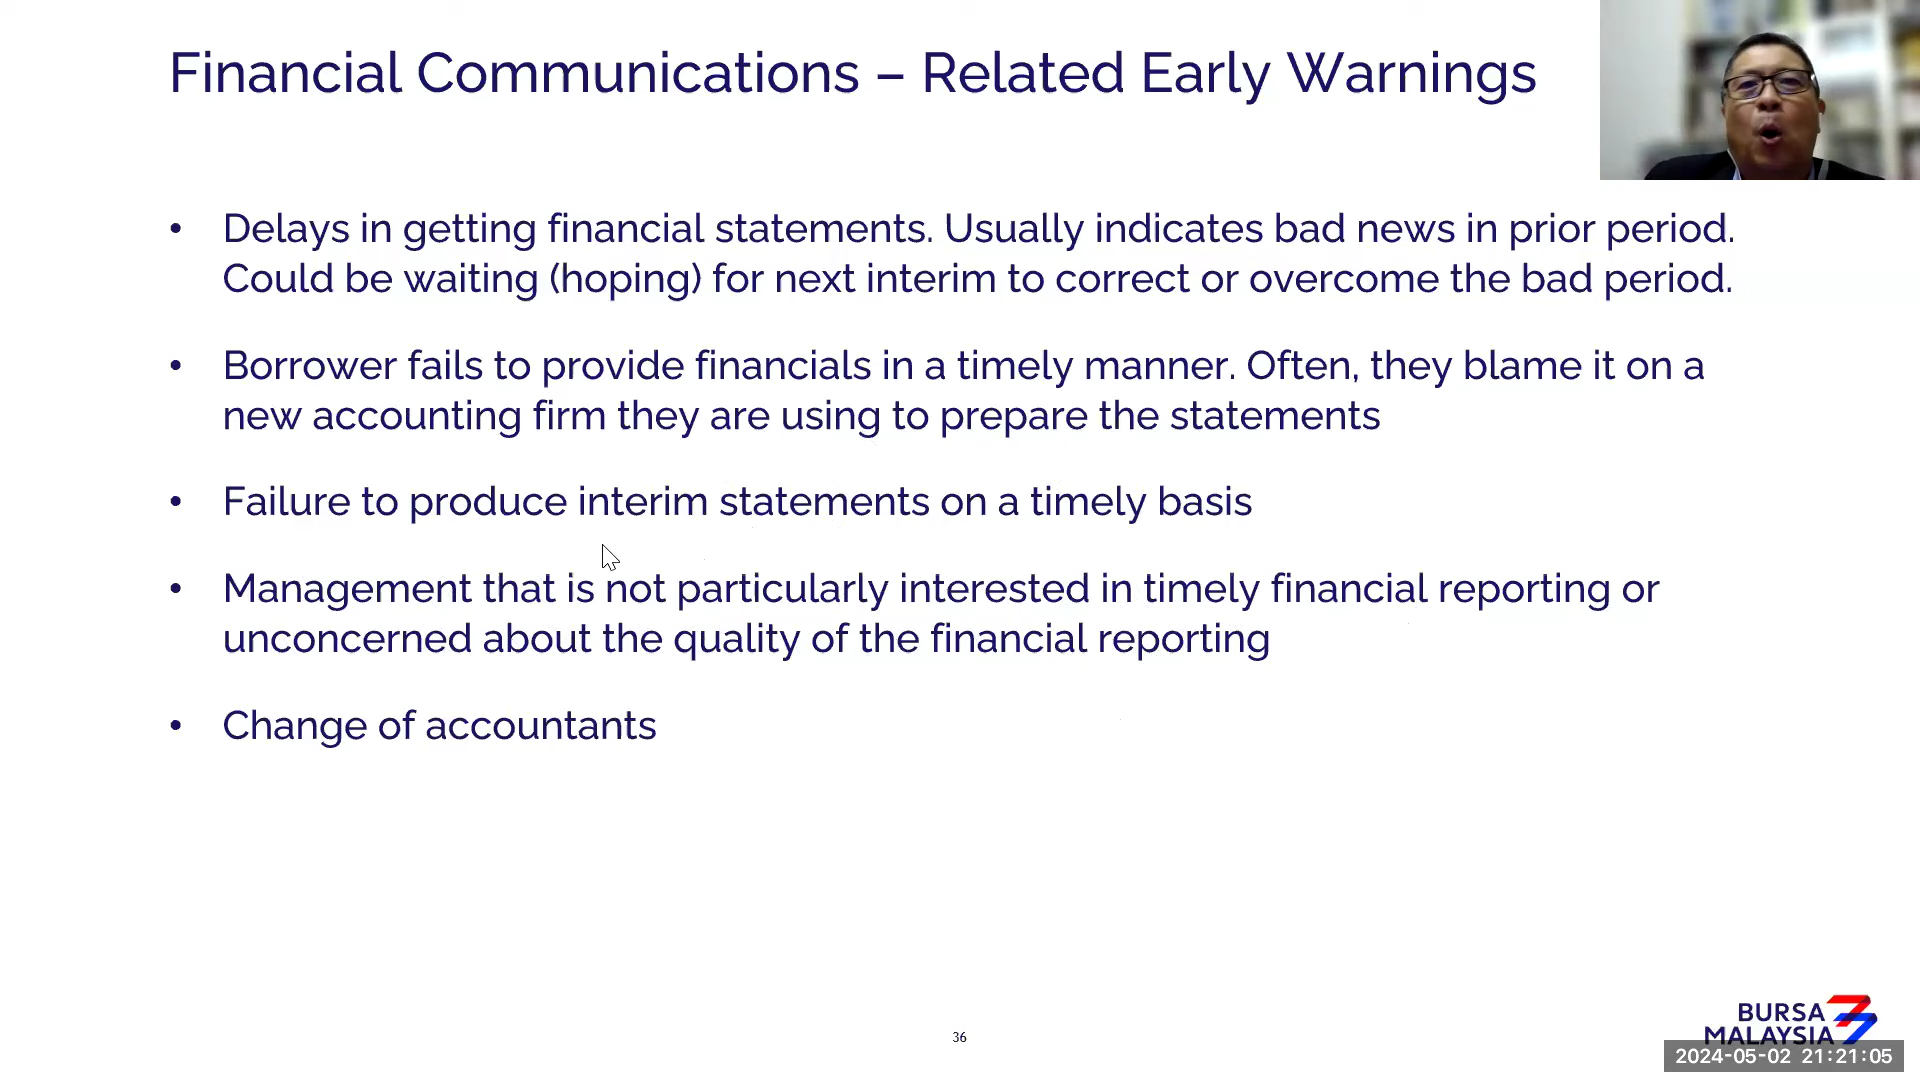 Financial Communications – Related Early Warnings
• Delays in getting financial statements. Usually indicates bad news in prior period.
Could be waiting (hoping) for next interim to correct or overcome the bad period.
• Borrower fails to provide financials in a timely manner. Often, they blame it on a
new accounting firm they are using to prepare the statements
• Failure to produce interim statements on a timely basis
• Management that is not particularly interested in timely financial reporting or
unconcerned about the quality of the financial reporting
• Change of accountants
36
BURSA
MALAYSIA
2024-05-02 21:21:05